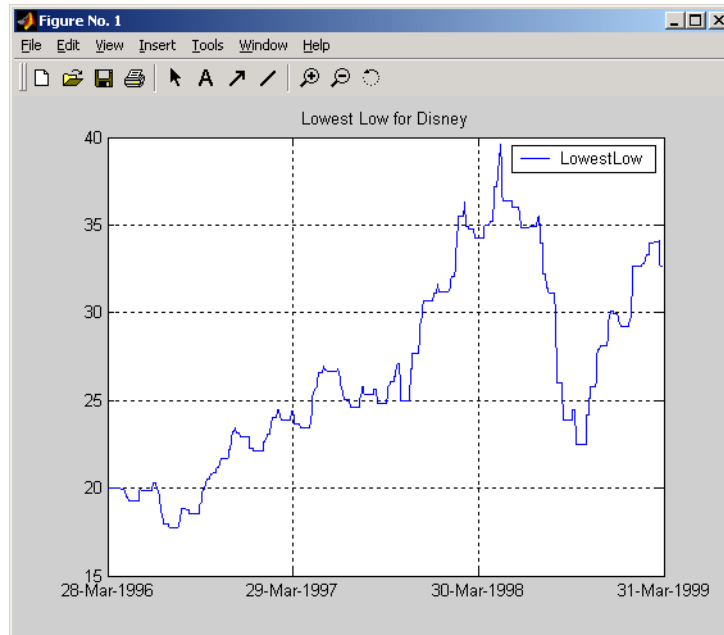 Figure No. 1
File Edit View Insert Tools Window Help
A
Lowest Low for Disney
LowestLow
40
35
30
25
20
15
28-Mar-1996 29-Mar-1997 30-Mar-1998 31-Mar-1999